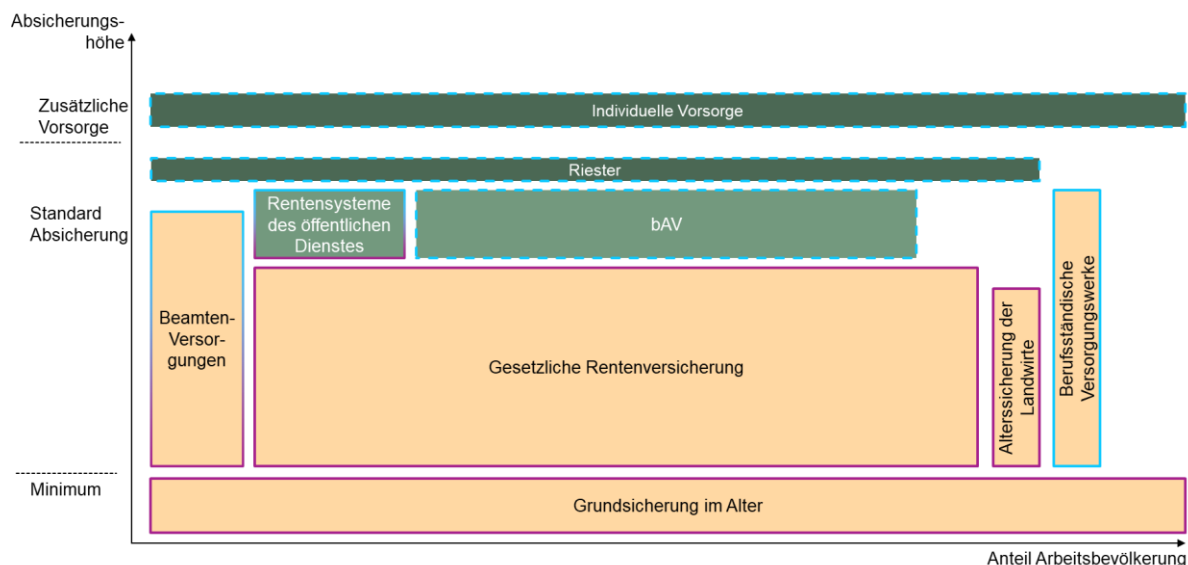 Absicherungs-
höhe
Zusätzliche
Vorsorge
Individuelle Vorsorge
Riester
Standard
Absicherung
Rentensysteme
des öffentlichen
Dienstes
bAV
Beamten-
Versor-
gungen
Gesetzliche Rentenversicherung
Alterssicherung der
Landwirte
Berufsständische
Versorgungswerke
Minimum
Grundsicherung im Alter
Anteil Arbeitsbevölkerung